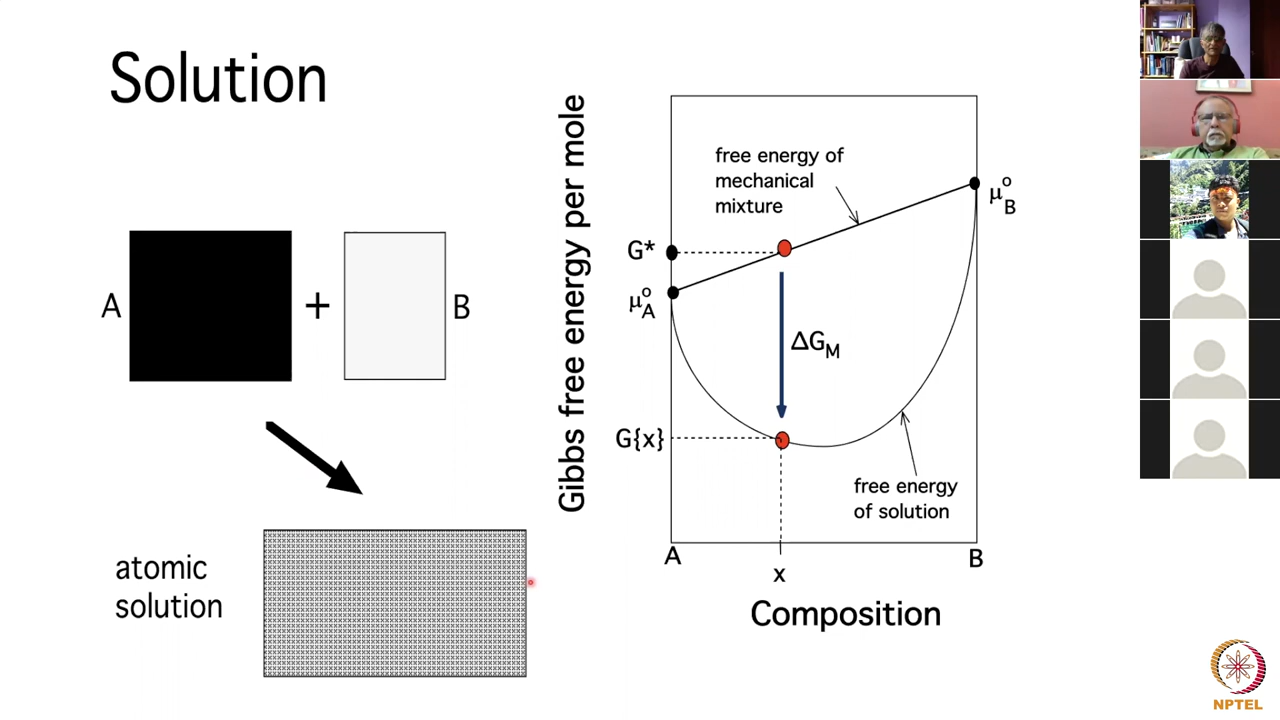 Solution
A
+
B
atomic
solution
Gibbs free energy per mole
free energy of
mechanical
mixture
μ°B
G*
μ°A
ΔGM
G{x}
free energy
of solution
A
B
x
Composition
NPTEL